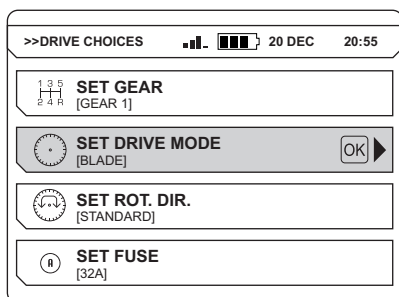 >>DRIVE CHOICES 20 DEC 20:55
1 3 5
2 4 R
SET GEAR
[GEAR 1]
SET DRIVE MODE
[BLADE]
OK
SET ROT. DIR.
[STANDARD]
A
SET FUSE
[32A]